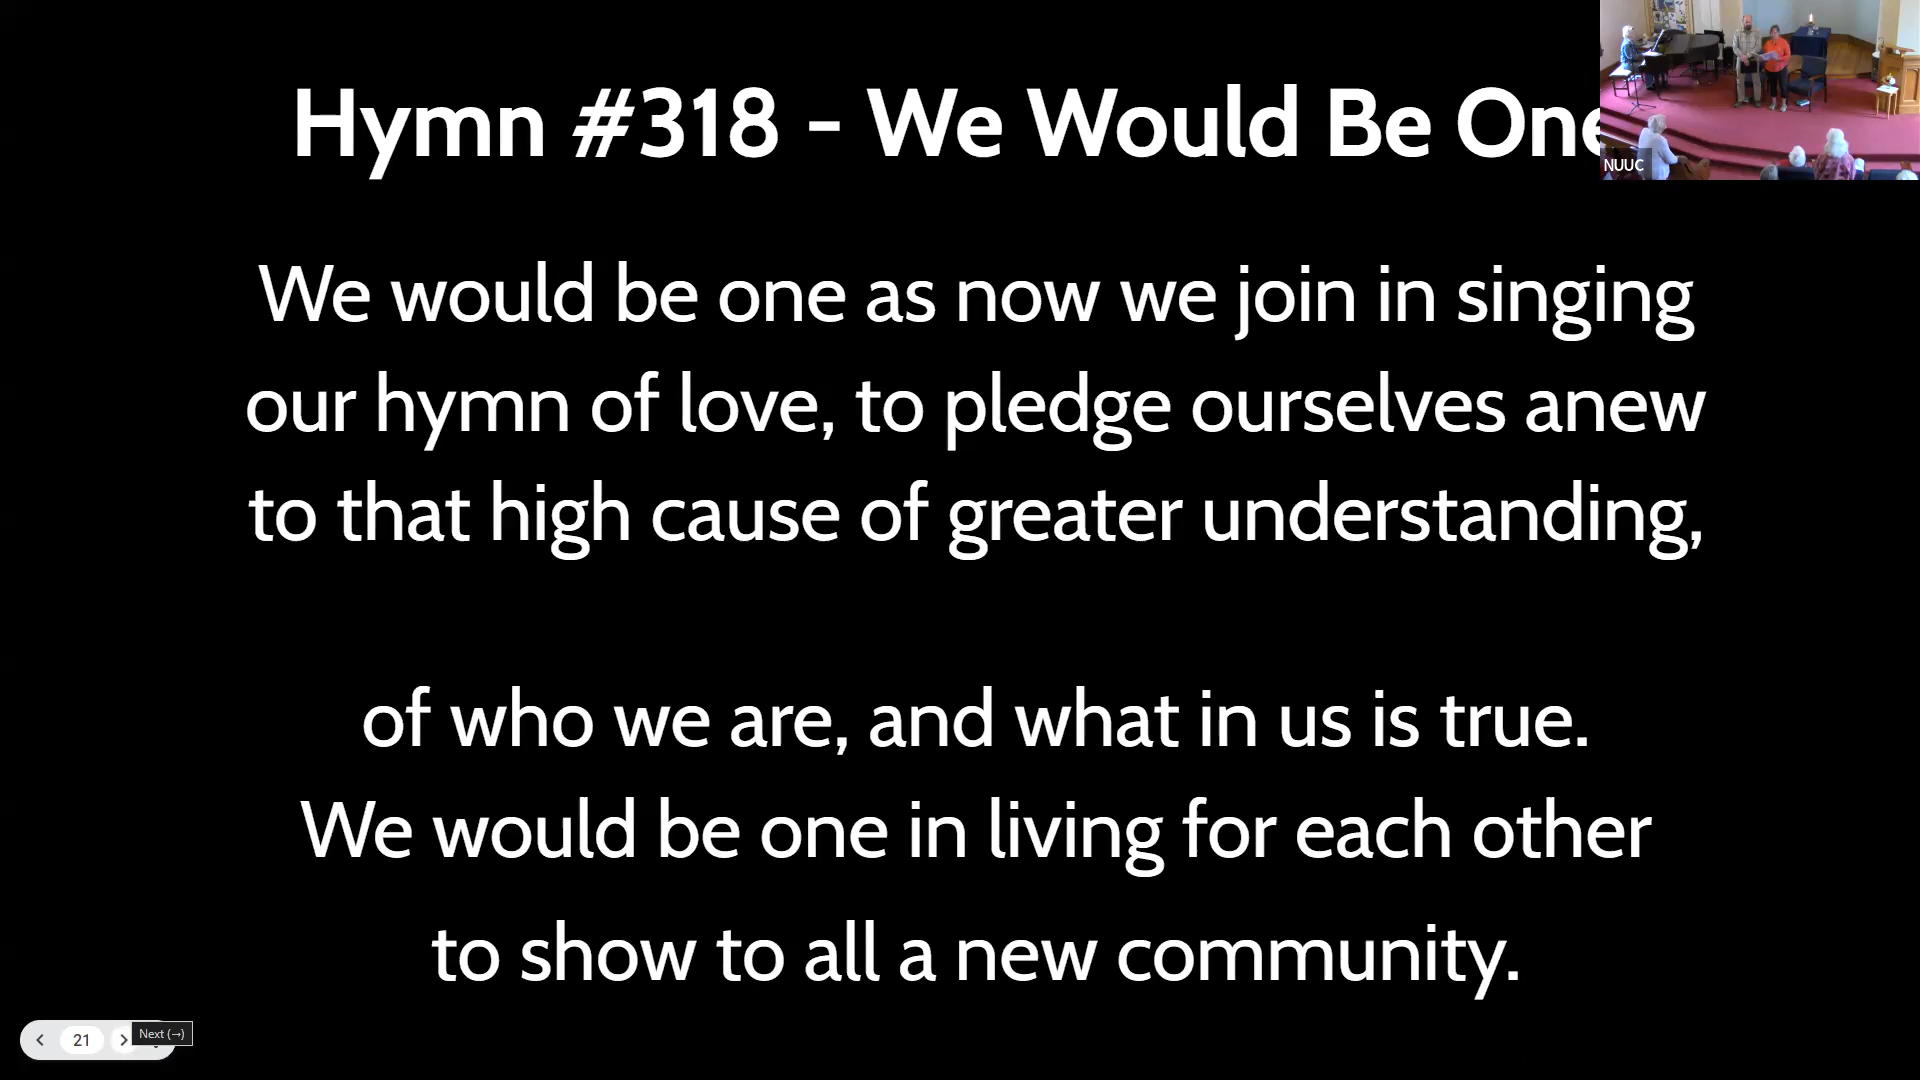 Hymn #318 - We Would Be One
NUUC
We would be one as now we join in singing
our hymn of love, to pledge ourselves anew
to that high cause of greater understanding,
of who we are, and what in us is true.
We would be one in living for each other
to show to all a new community.
21
Next (→)